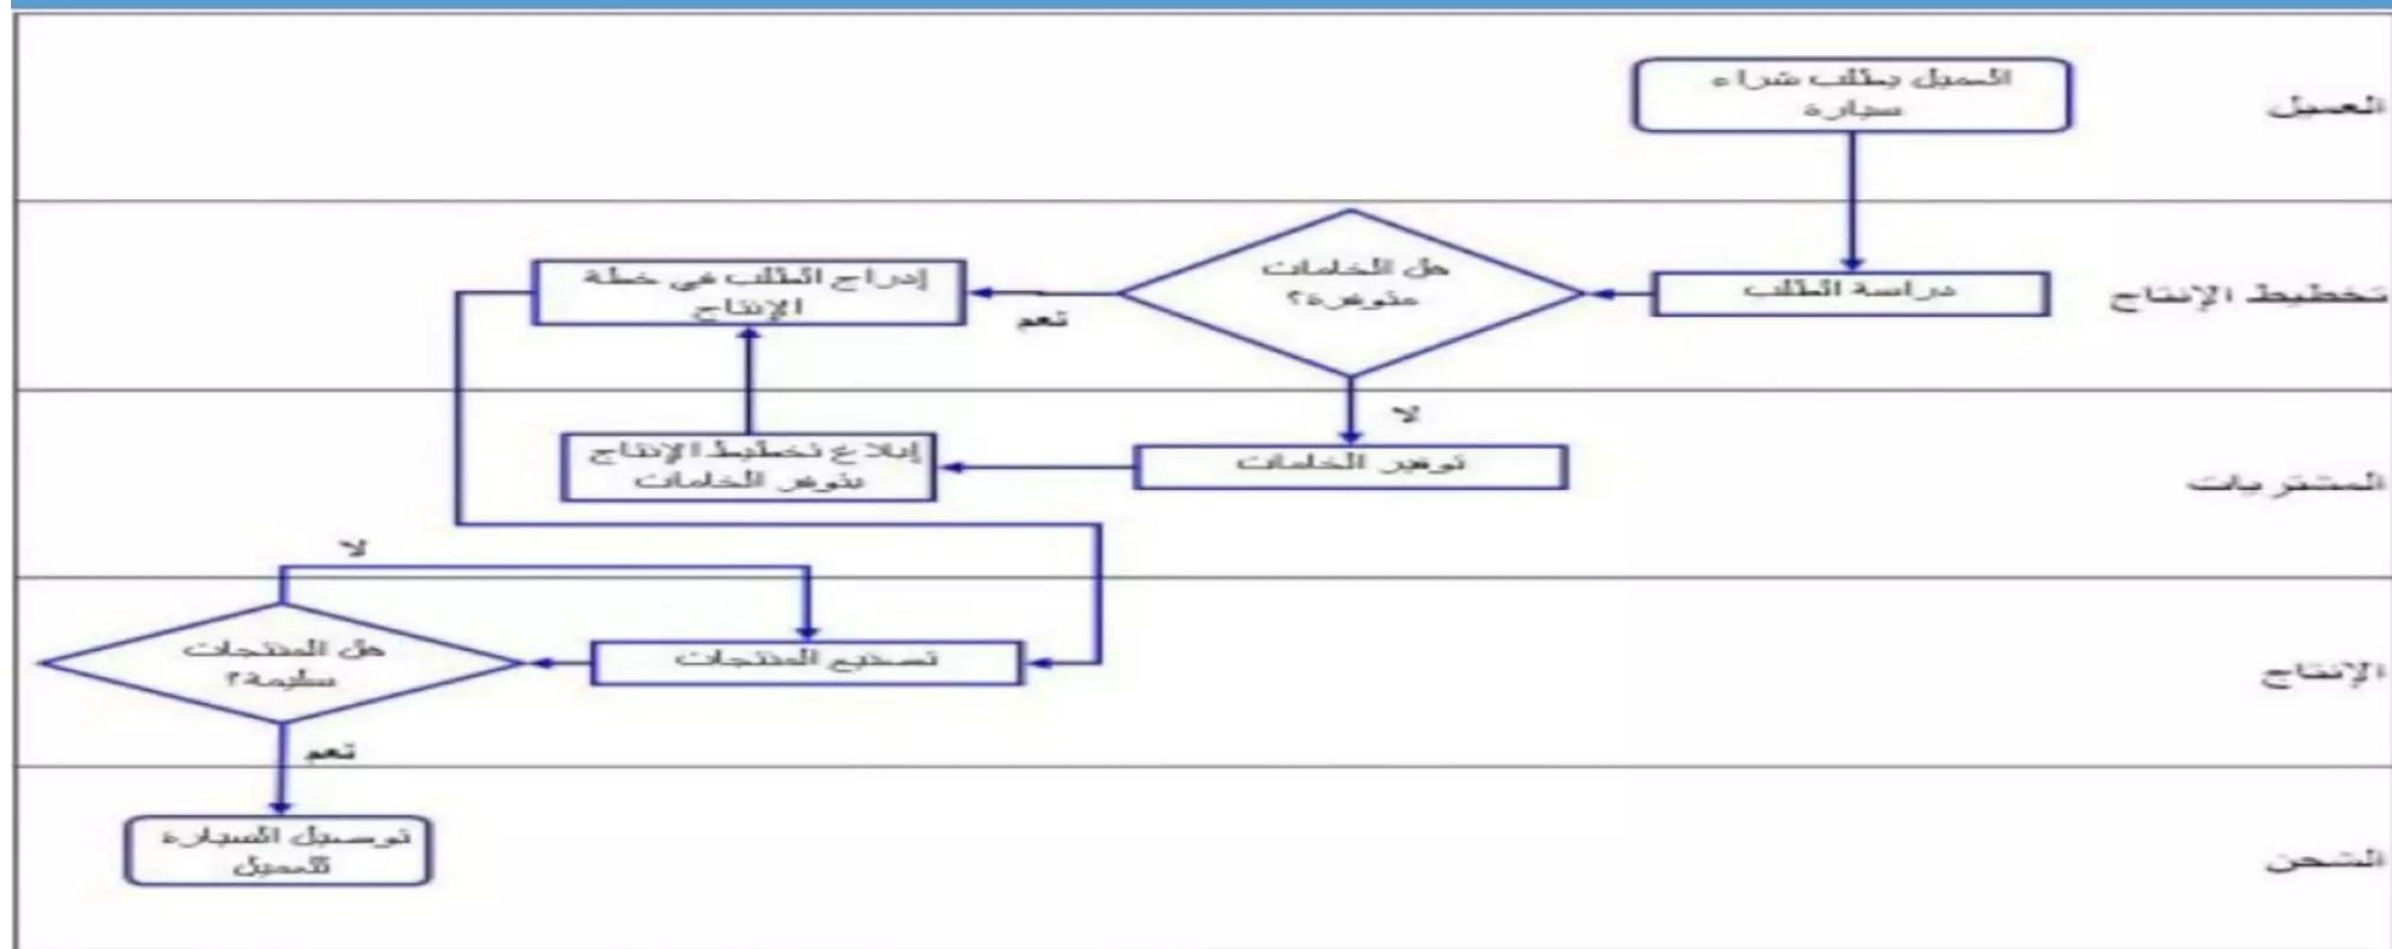 العميل
العميل يطلب شراء
سيارة
تخطيط الإنتاج
دراسة الطلب
هل الخامات
متوفرة؟
نعم
إدراج الطلب في خطة
الإنتاج
لا
المشتريات
توفير الخامات
إبلاغ تخطيط الإنتاج
بتوفر الخامات
لا
الإنتاج
تصنيع المنتجات
هل المنتجات
سليمة؟
نعم
الشحن
توصيل السيارة
للعميل